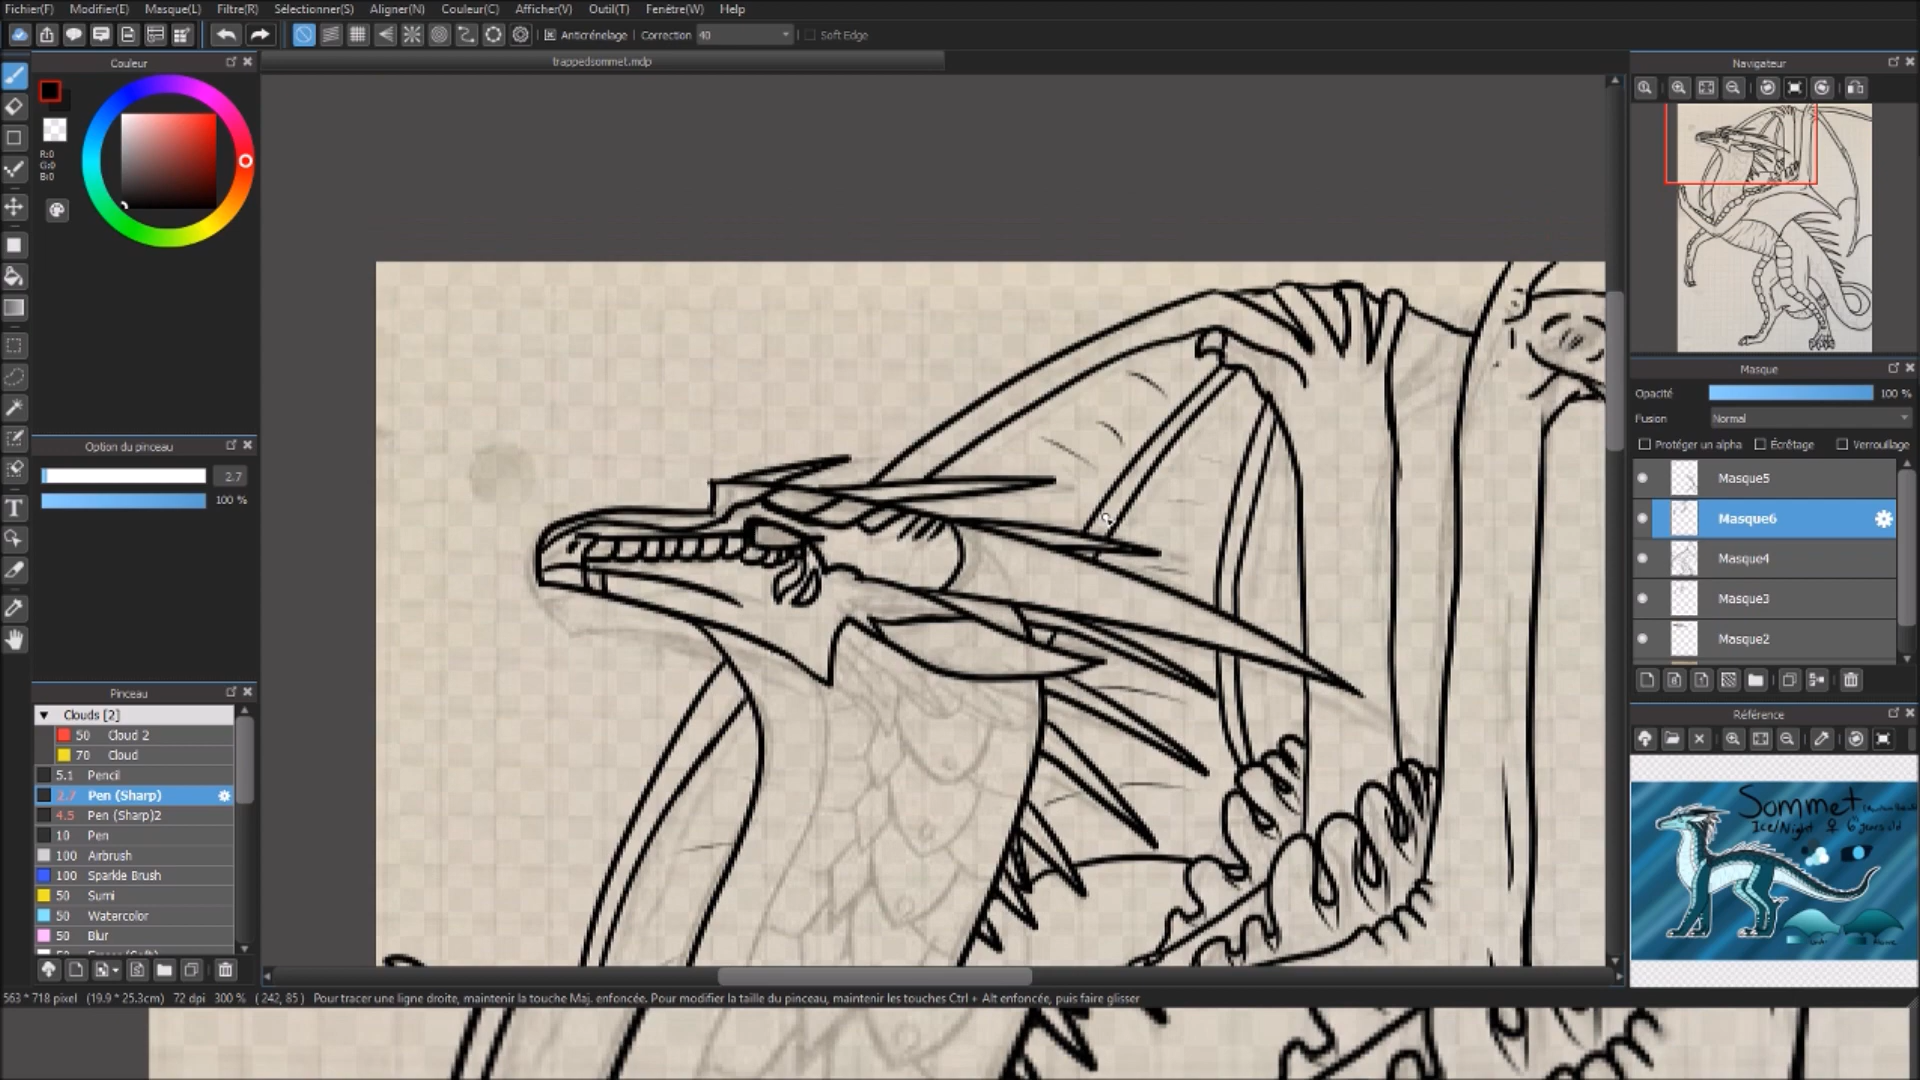 Fichier(F) Modifier(E) Masque(L) Filtre(R) Sélectionner(S) Aligner(N) Couleur(C) Afficher(V) Outil(T) Fenêtre(W) Help
Anticrénelage Correction 40 Soft Edge
trappedsommet.mdp
Couleur
R:0
G:0
B:0
Option du pinceau
2.7
100 %
Pinceau
Clouds [2]
50 Cloud 2
70 Cloud
5.1 Pencil
2.7 Pen (Sharp)
4.5 Pen (Sharp)2
10 Pen
100 Airbrush
100 Sparkle Brush
50 Sumi
50 Watercolor
50 Blur
Navigateur
Masque
Opacité 100 %
Fusion Normal
Protéger un alpha Écrêtage Verrouillage
Masque5
Masque6
Masque4
Masque3
Masque2
Référence
Sommet
Ice/Night ♀ 6 years old
563 * 718 pixel (19.9 * 25.3cm) 72 dpi 300 % ( 242, 85 ) Pour tracer une ligne droite, maintenir la touche Maj. enfoncée. Pour modifier la taille du pinceau, maintenir les touches Ctrl + Alt enfoncée, puis faire glisser